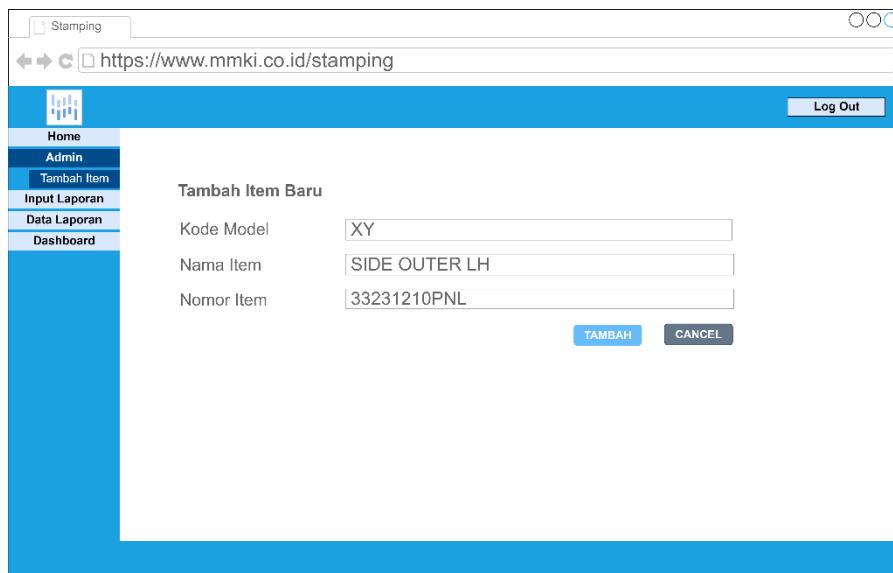 Stamping
https://www.mmki.co.id/stamping
Log Out
Home
Admin
Tambah Item
Input Laporan
Data Laporan
Dashboard
Tambah Item Baru
Kode Model XY
Nama Item SIDE OUTER LH
Nomor Item 33231210PNL
TAMBAH CANCEL